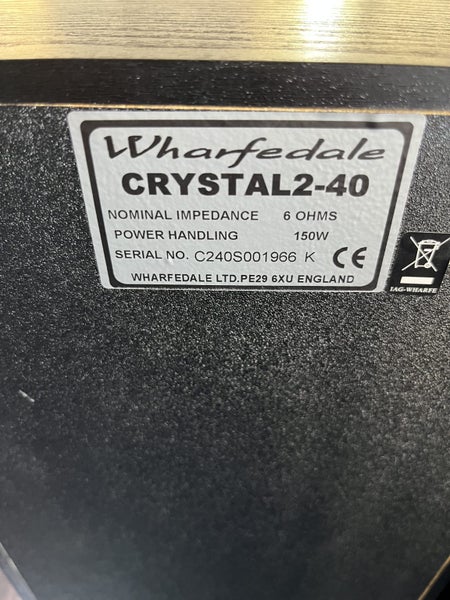 Wharfedale
CRYSTAL2-40
NOMINAL IMPEDANCE 6 OHMS
POWER HANDLING 150W
SERIAL NO. C240S001966 K CE
WHARFEDALE LTD.PE29 6XU ENGLAND
IAG-WHARFE